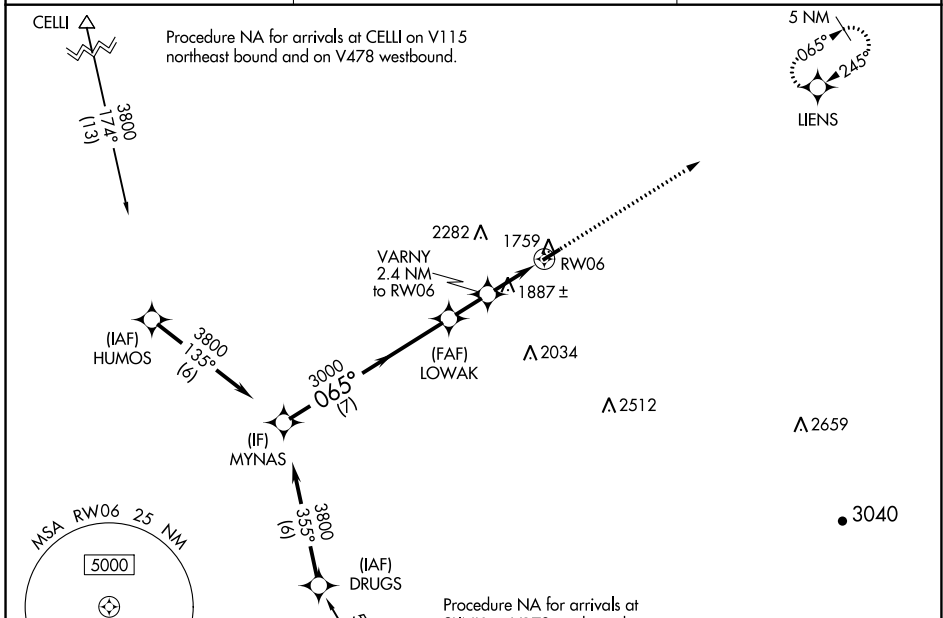 CELLI
Procedure NA for arrivals at CELLI on V115
northeast bound and on V478 westbound.
5 NM
065°
245°
LIENS
3800
174°
(13)
2282
1759
RW06
VARNY
2.4 NM
to RW06
1887 ±
(IAF)
HUMOS
3800
135°
(6)
(FAF)
LOWAK
2034
3000
065°
(7)
2512
2659
(IF)
MYNAS
3040
MSA RW06 25 NM
5000
3800
355°
(6)
(IAF)
DRUGS
Procedure NA for arrivals at